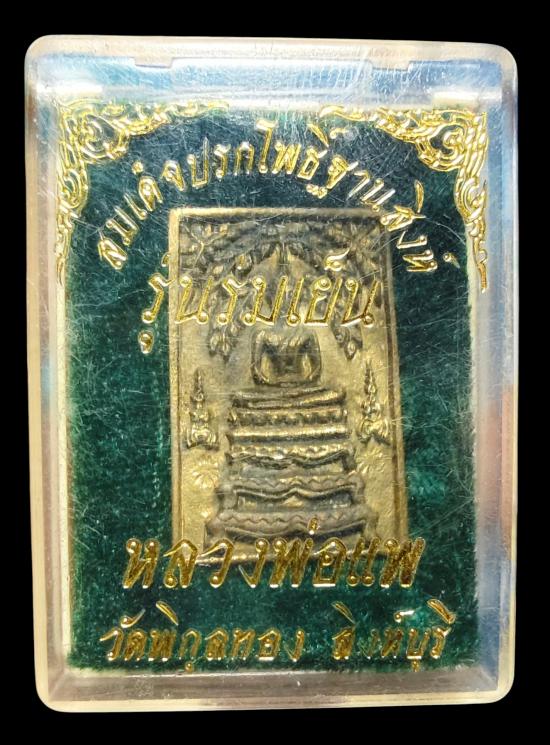 สมเด็จปรกโพธิ์ฐานสิงห์
รุ่นร่มเย็น
หลวงพ่อแพ
วัดพิกุลทอง สิงห์บุรี